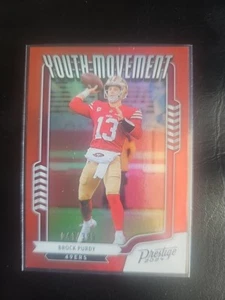 YOUTH MOVEMENT
13
BROCK PURDY
49ERS
Prestige